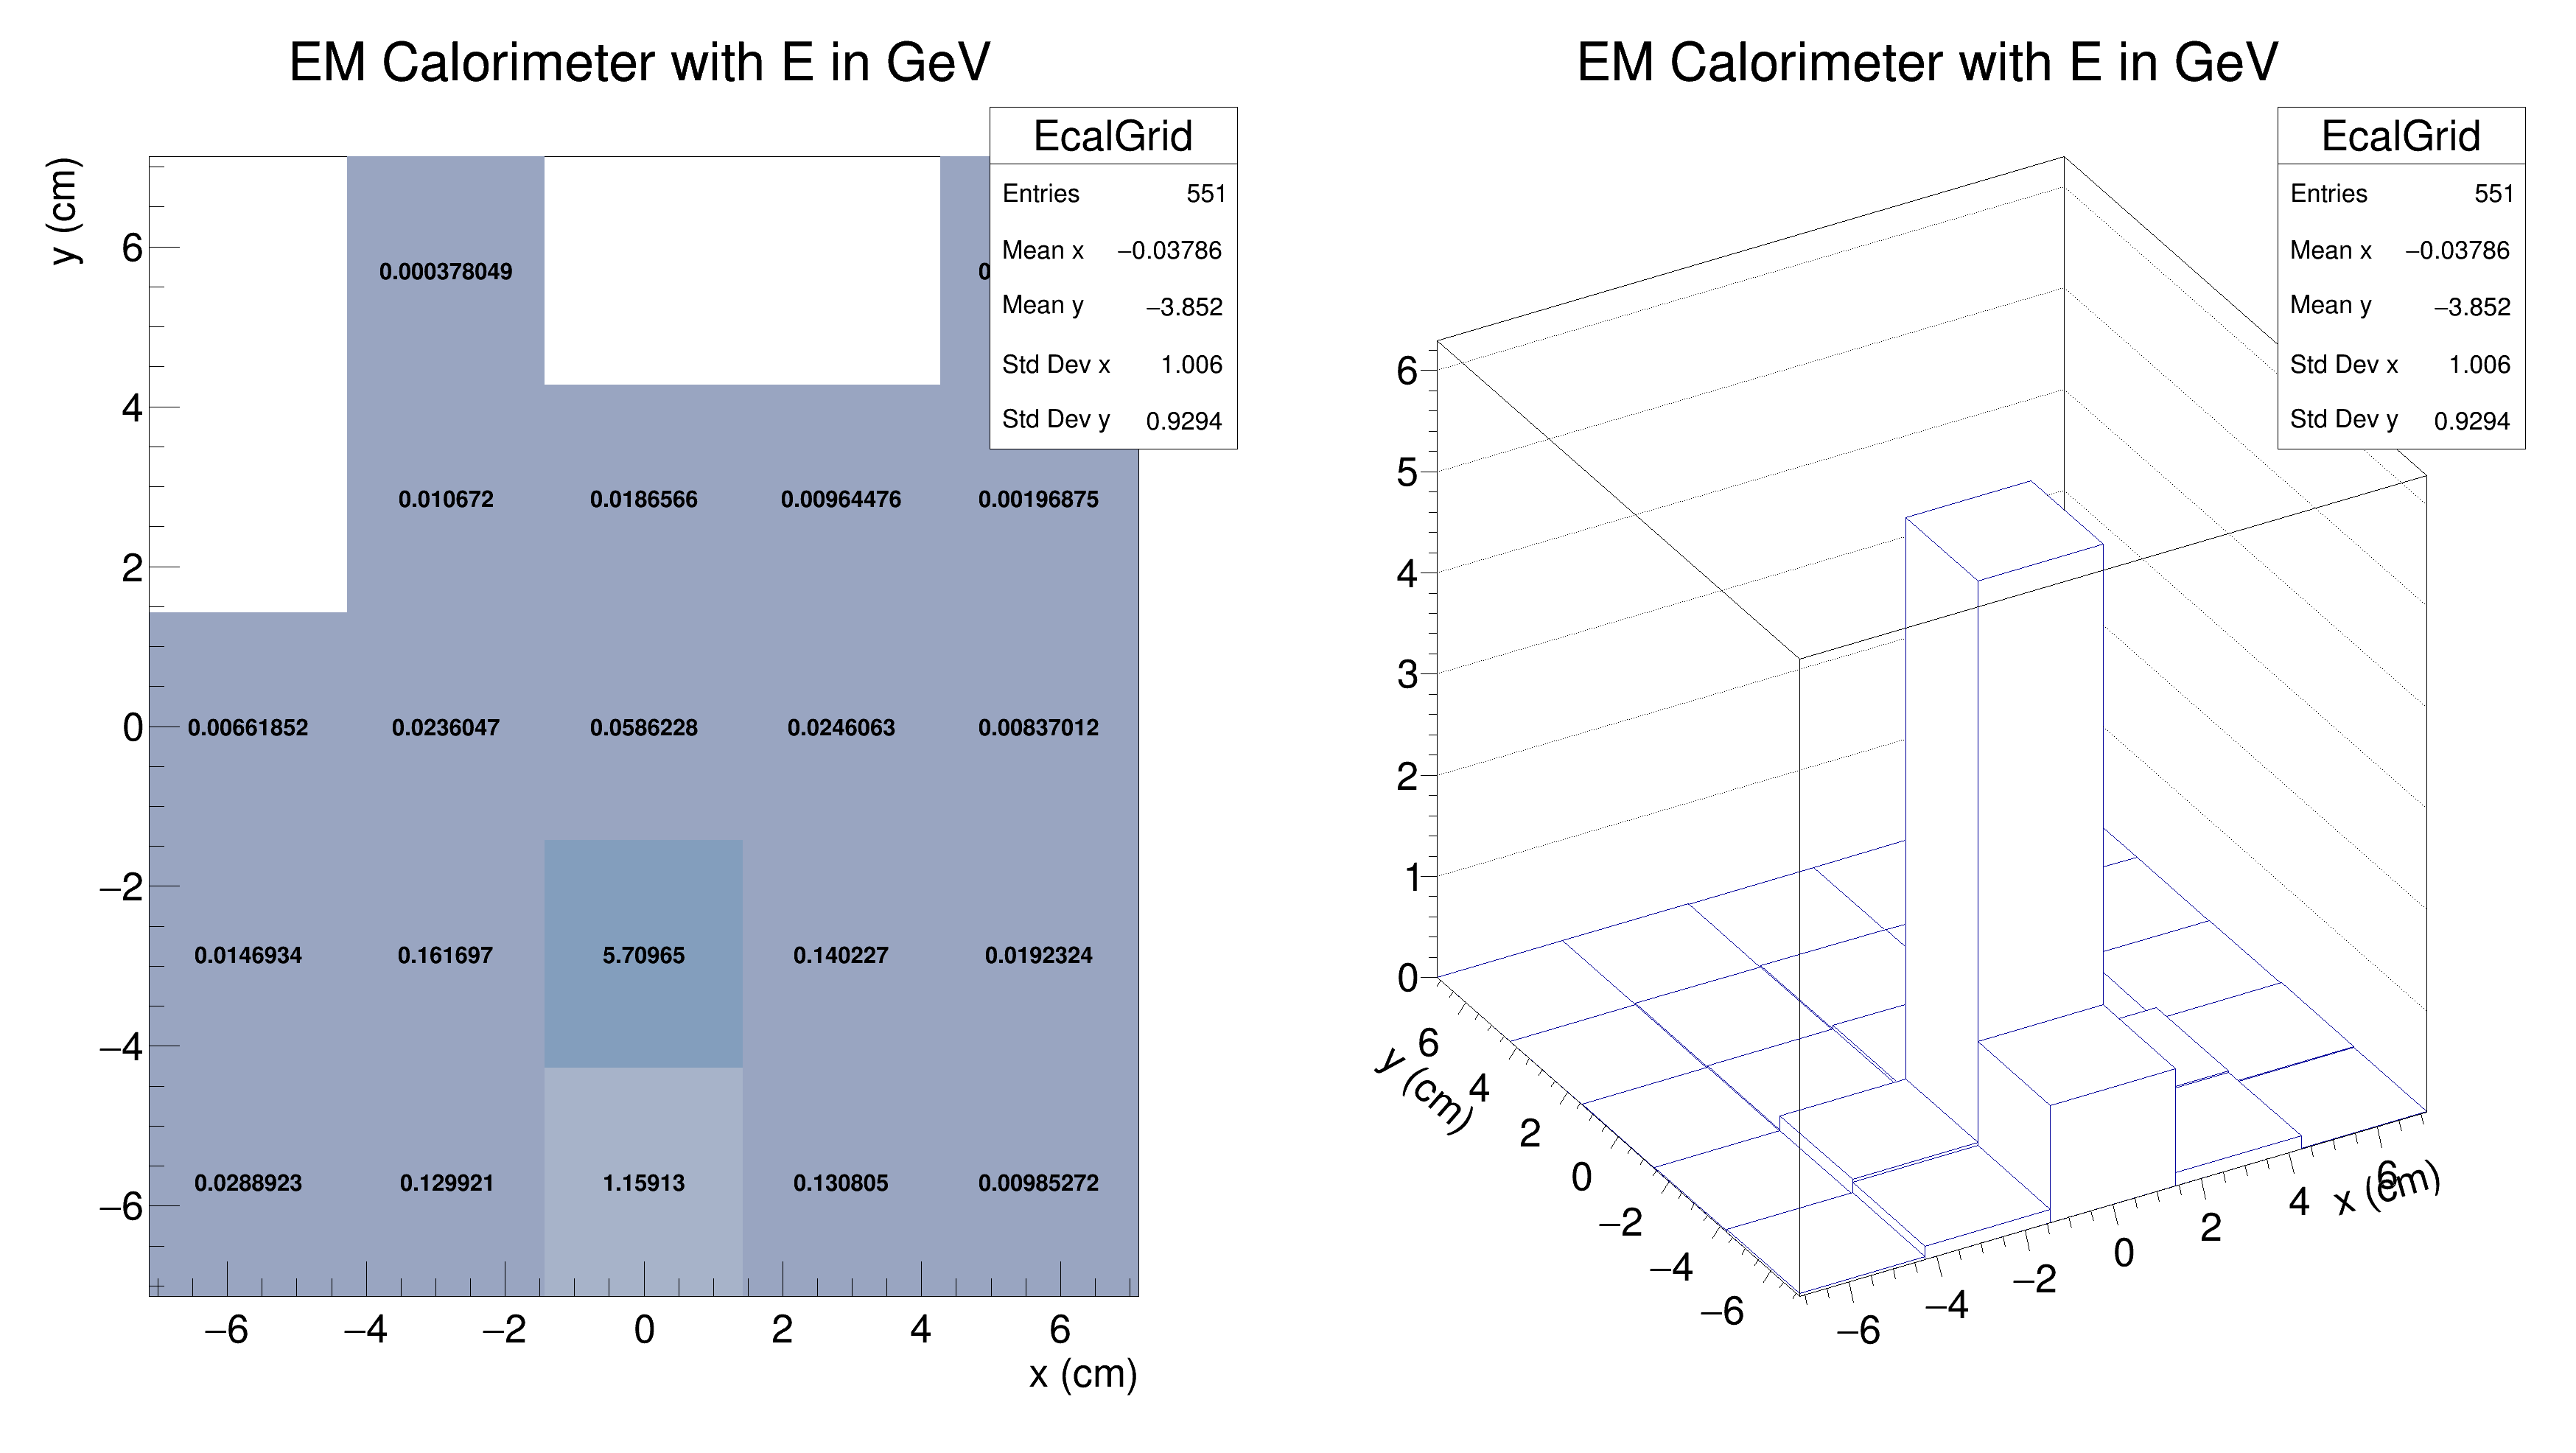 EM Calorimeter with E in GeV
EcalGrid
Entries 551
Mean x −0.03786
Mean y −3.852
Std Dev x 1.006
Std Dev y 0.9294
y (cm)
6
4
2
0
−2
−4
−6
0.000378049
0.010672 0.0186566 0.00964476 0.00196875
0.00661852 0.0236047 0.0586228 0.0246063 0.00837012
0.0146934 0.161697 5.70965 0.140227 0.0192324
0.0288923 0.129921 1.15913 0.130805 0.00985272
−6 −4 −2 0 2 4 6
x (cm)
EM Calorimeter with E in GeV
EcalGrid
Entries 551
Mean x −0.03786
Mean y −3.852
Std Dev x 1.006
Std Dev y 0.9294
6
5
4
3
2
1
0
y (cm)
6
4
2
0
−2
−4
−6
−6 −4 −2 0 2 4 6
x (cm)